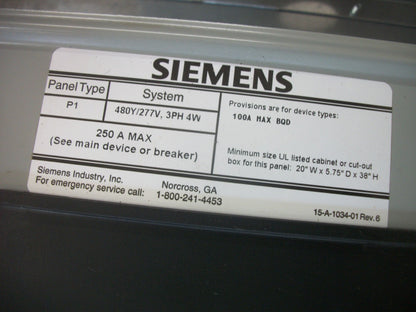 SIEMENS
Panel Type
System
P1
480Y/277V, 3PH 4W
250 A MAX
(See main device or breaker)
Provisions are for device types:
100A MAX BQD
Minimum size UL listed cabinet or cut-out
box for this panel: 20" W x 5.75" D x 38" H
Siemens Industry, Inc. Norcross, GA
For emergency service call: 1-800-241-4453
15-A-1034-01 Rev. 6